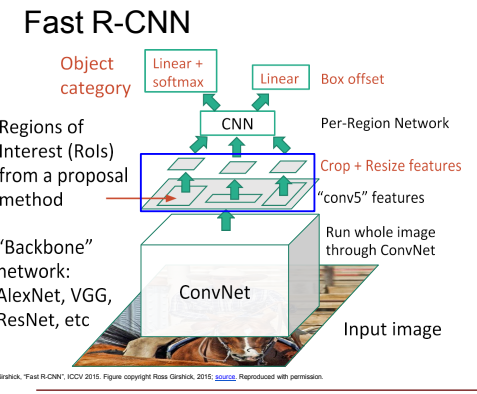 Fast R-CNN
Object
category
Linear +
softmax
Linear
Box offset
CNN
Per-Region Network
Regions of
Interest (RoIs)
from a proposal
method
Crop + Resize features
"conv5" features
Run whole image
through ConvNet
"Backbone"
network:
AlexNet, VGG,
ResNet, etc
ConvNet
Input image
Girshick, "Fast R-CNN", ICCV 2015. Figure copyright Ross Girshick, 2015; source. Reproduced with permission.